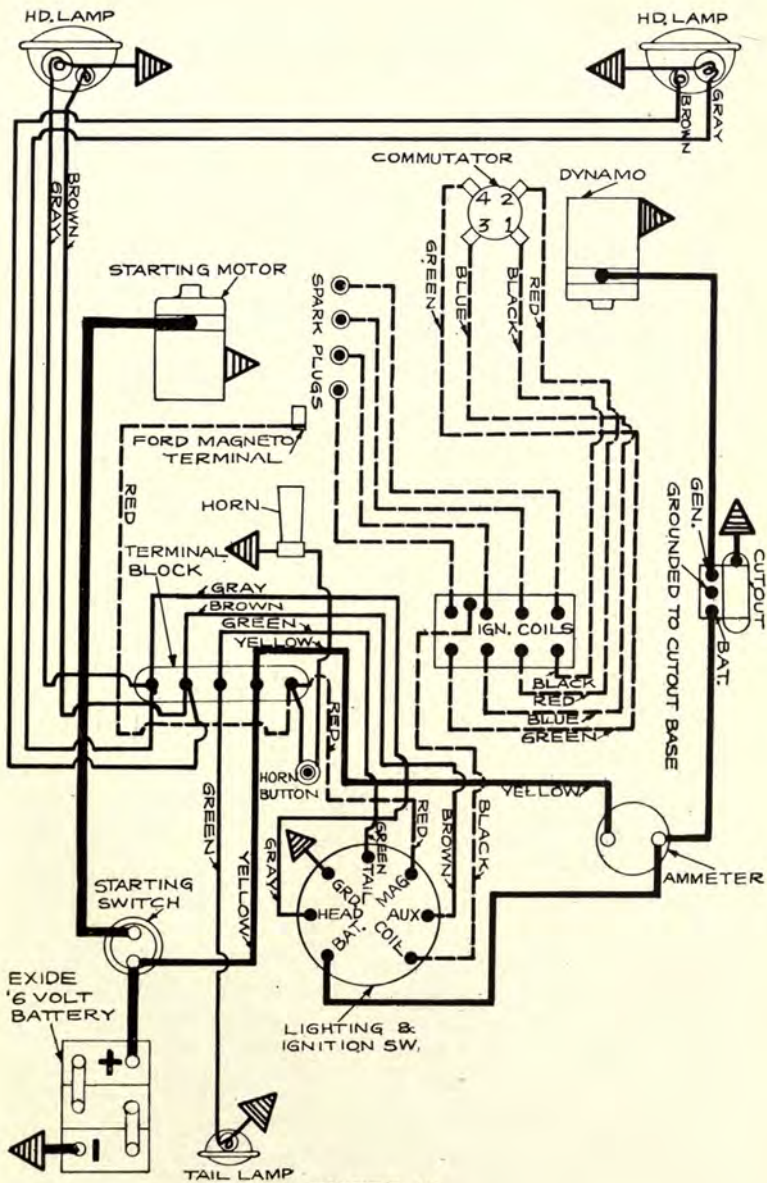 HD. LAMP
HD. LAMP
GRAY
BROWN
COMMUTATOR
DYNAMO
4 2
3 1
BROWN
GRAY
GREEN
BLUE
BLACK
RED
STARTING MOTOR
SPARK PLUGS
FORD MAGNETO
TERMINAL
RED
HORN
GEN.
GROUNDED TO CUTOUT BASE
CUTOUT
BAT.
TERMINAL
BLOCK
GRAY
BROWN
GREEN
YELLOW
IGN. COILS
BLACK
RED
BLUE
GREEN
RED
HORN
BUTTON
YELLOW
GREEN
YELLOW
GRAY
GREEN
RED
BROWN
BLACK
AMMETER
STARTING
SWITCH
GRD.
TAIL
MAG
HEAD
AUX
BAT.
COIL
EXIDE
'6 VOLT
BATTERY
LIGHTING &
IGNITION SW.
+
-
TAIL LAMP